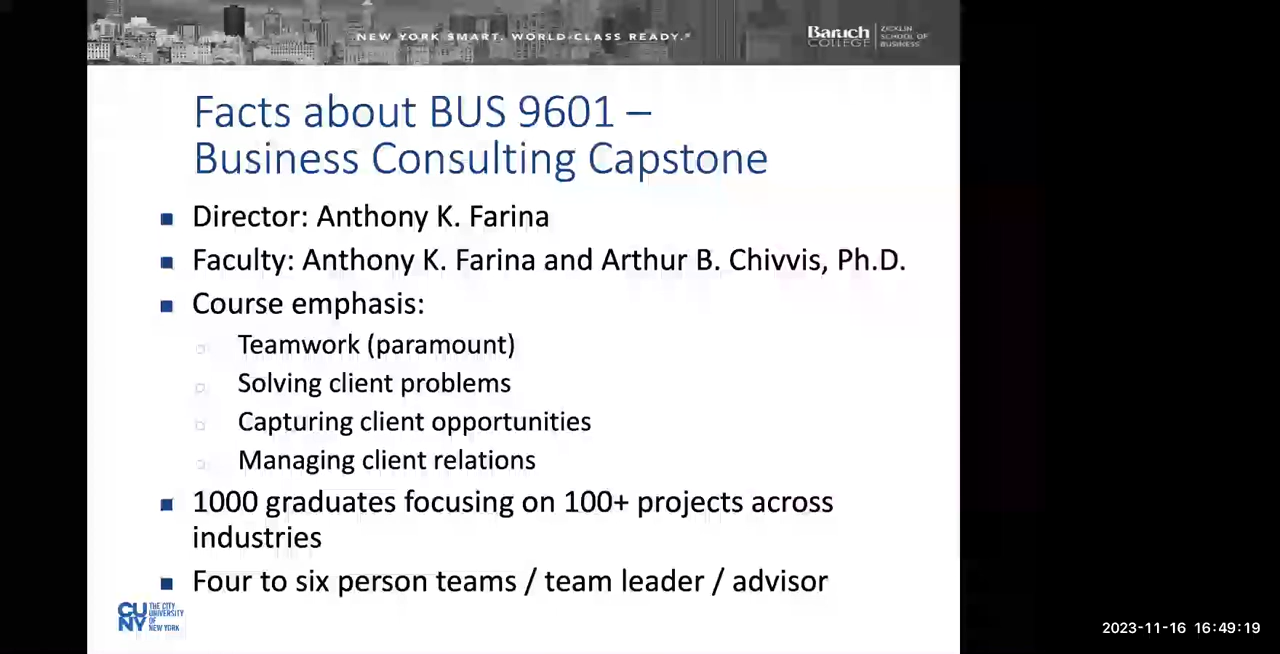 NEW YORK SMART. WORLD-CLASS READY.®
Baruch
COLLEGE
ZICKLIN
SCHOOL OF
BUSINESS
Facts about BUS 9601 –
Business Consulting Capstone
Director: Anthony K. Farina
Faculty: Anthony K. Farina and Arthur B. Chivvis, Ph.D.
Course emphasis:
Teamwork (paramount)
Solving client problems
Capturing client opportunities
Managing client relations
1000 graduates focusing on 100+ projects across
industries
Four to six person teams / team leader / advisor
CU
NY
THE CITY
UNIVERSITY
OF
NEW YORK
2023-11-16 16:49:19